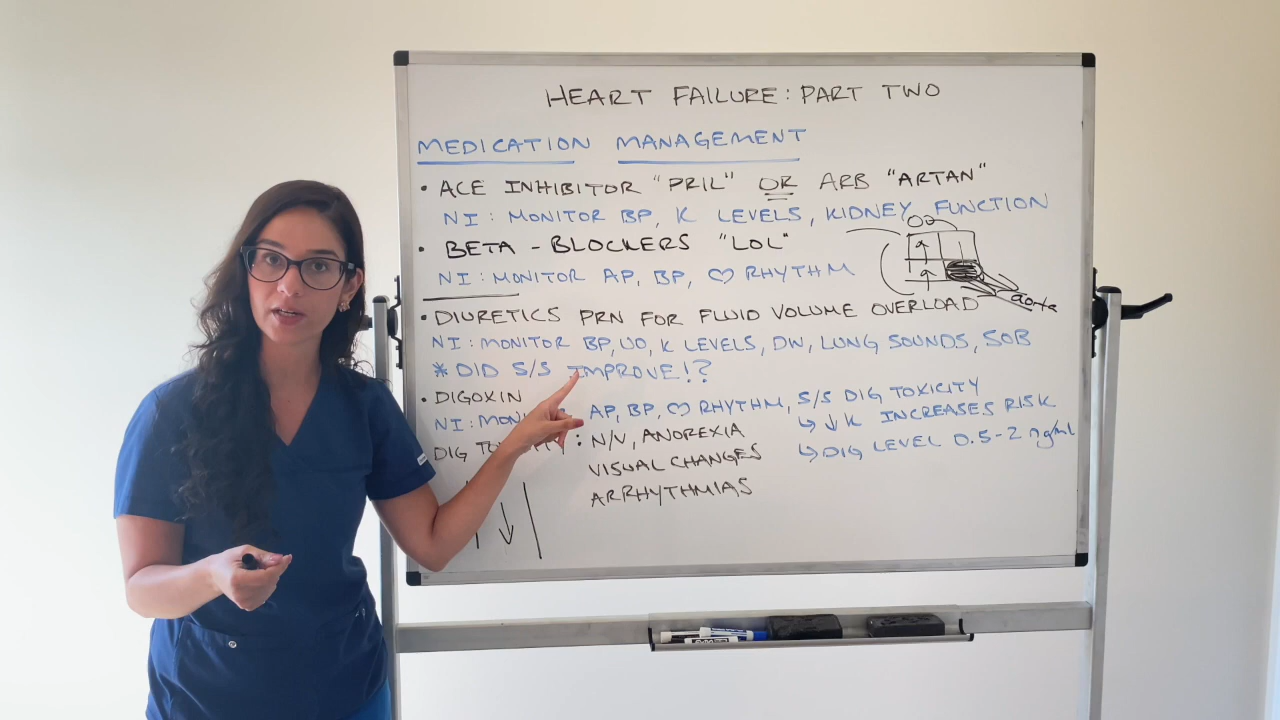 HEART FAILURE: PART TWO
MEDICATION MANAGEMENT
• ACE INHIBITOR "PRIL" OR ARB "ARTAN"
NI: MONITOR BP, K LEVELS, KIDNEY FUNCTION
• BETA-BLOCKERS "LOL"
NI: MONITOR AP, BP, ♡ RHYTHM
O2
aorta
• DIURETICS PRN FOR FLUID VOLUME OVERLOAD
NI: MONITOR BP, UO, K LEVELS, DW, LUNG SOUNDS, SOB
* DID S/S IMPROVE!?
• DIGOXIN
NI: AP, BP, ♡ RHYTHM, S/S DIG TOXICITY
↳ ↓K INCREASES RISK
↳ DIG LEVEL 0.5-2 ng/ml
DIG : N/V, ANOREXIA
VISUAL CHANGES
ARRHYTHMIAS